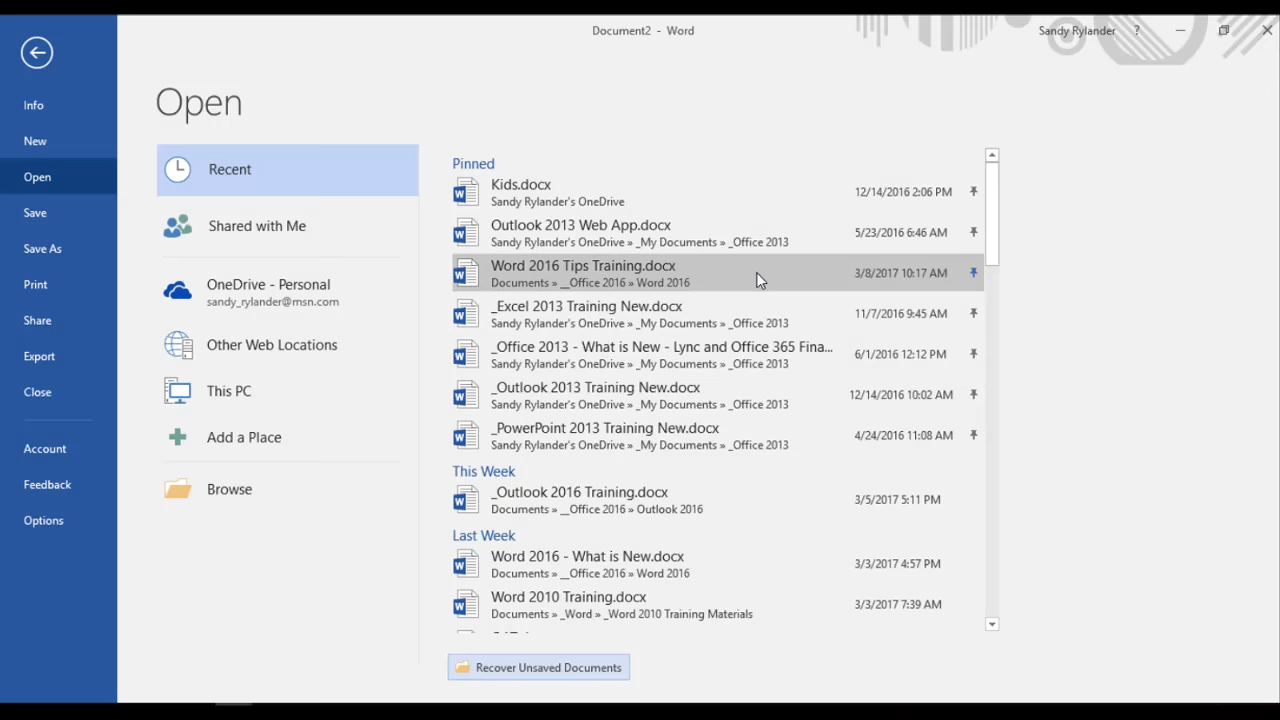 Document2 - Word
Sandy Rylander ?
Info
New
Open
Save
Save As
Print
Share
Export
Close
Account
Feedback
Options
Open
Recent
Shared with Me
OneDrive - Personal
sandy_rylander@msn.com
Other Web Locations
This PC
Add a Place
Browse
Pinned
Kids.docx
Sandy Rylander's OneDrive
12/14/2016 2:06 PM
Outlook 2013 Web App.docx
Sandy Rylander's OneDrive » _My Documents » _Office 2013
5/23/2016 6:46 AM
Word 2016 Tips Training.docx
Documents » __Office 2016 » Word 2016
3/8/2017 10:17 AM
_Excel 2013 Training New.docx
Sandy Rylander's OneDrive » _My Documents » _Office 2013
11/7/2016 9:45 AM
_Office 2013 - What is New - Lync and Office 365 Fina...
Sandy Rylander's OneDrive » _My Documents » _Office 2013
6/1/2016 12:12 PM
_Outlook 2013 Training New.docx
Sandy Rylander's OneDrive » _My Documents » _Office 2013
12/14/2016 10:02 AM
_PowerPoint 2013 Training New.docx
Sandy Rylander's OneDrive » _My Documents » _Office 2013
4/24/2016 11:08 AM
This Week
_Outlook 2016 Training.docx
Documents » __Office 2016 » Outlook 2016
3/5/2017 5:11 PM
Last Week
Word 2016 - What is New.docx
Documents » __Office 2016 » Word 2016
3/3/2017 4:57 PM
Word 2010 Training.docx
Documents » _Word » _Word 2010 Training Materials
3/3/2017 7:39 AM
Recover Unsaved Documents